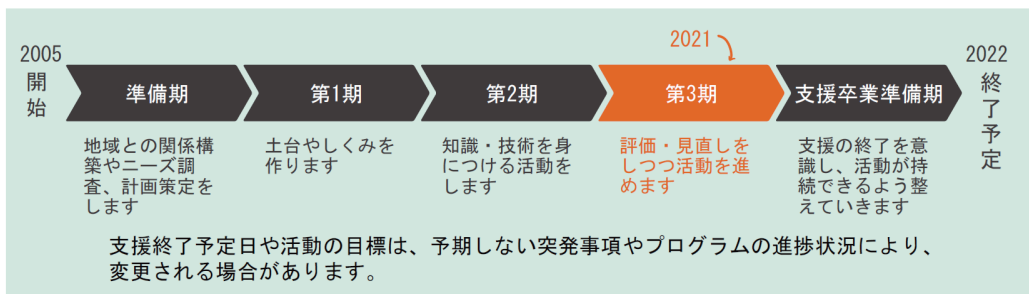 2021
2005
開始
準備期
第1期
第2期
第3期
支援卒業準備期
2022
終了予定
地域との関係構
築やニーズ調
査、計画策定を
します
土台やしくみを
作ります
知識・技術を身
につける活動を
します
評価・見直しを
しつつ活動を進
めます
支援の終了を意
識し、活動が持
続できるよう整
えていきます
支援終了予定日や活動の目標は、予期しない突発事項やプログラムの進捗状況により、
変更される場合があります。